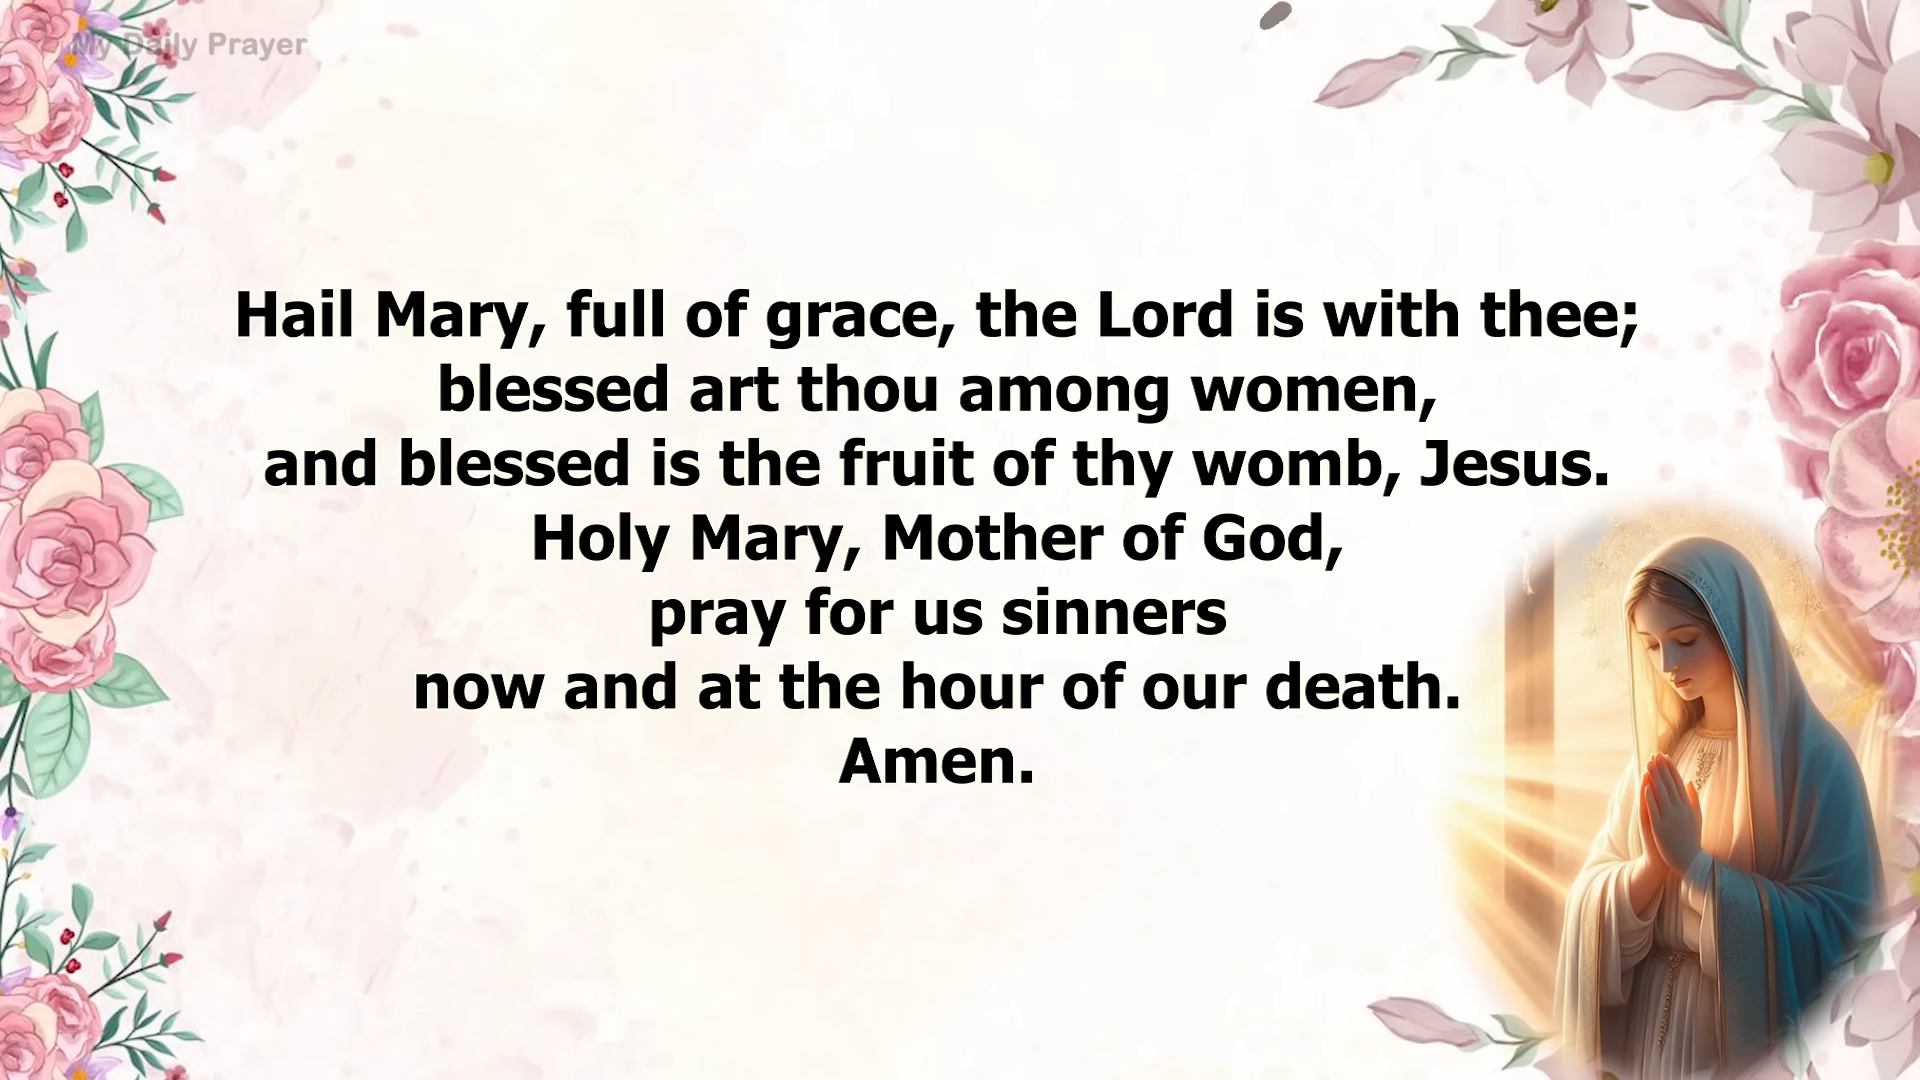 My Daily Prayer
Hail Mary, full of grace, the Lord is with thee;
blessed art thou among women,
and blessed is the fruit of thy womb, Jesus.
Holy Mary, Mother of God,
pray for us sinners
now and at the hour of our death.
Amen.